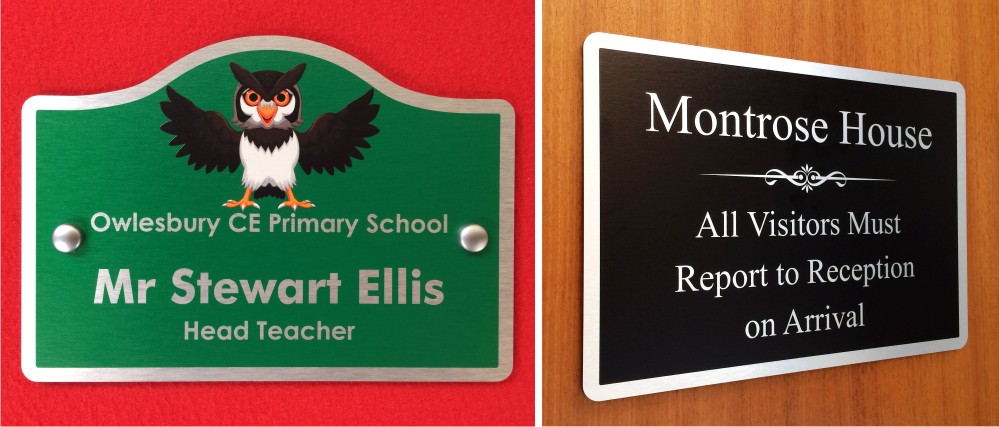 Owlesbury CE Primary School
Mr Stewart Ellis
Head Teacher
Montrose House
All Visitors Must
Report to Reception
on Arrival